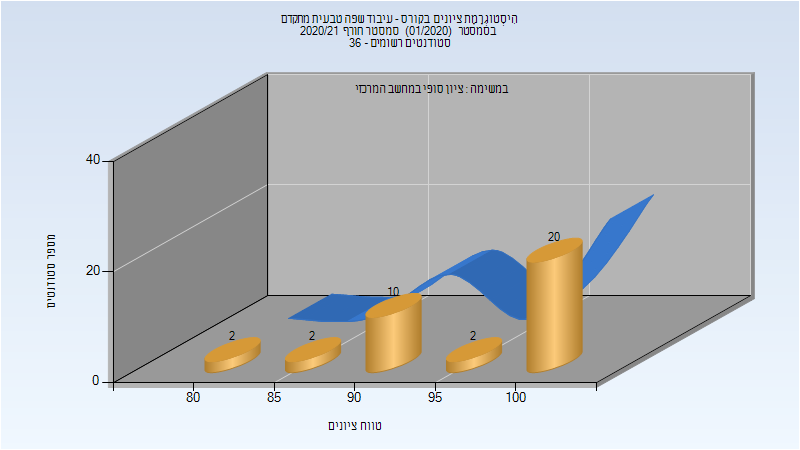 היסטוגרמת ציונים בקורס - עיבוד שפה טבעית מתקדם
בסמסטר (01/2020) סמסטר חורף 2020/21
סטודנטים רשומים - 36
במשימה : ציון סופי במחשב המרכזי
מספר סטודנטים
40
20
0
2
2
10
2
20
80
85
90
95
100
טווח ציונים